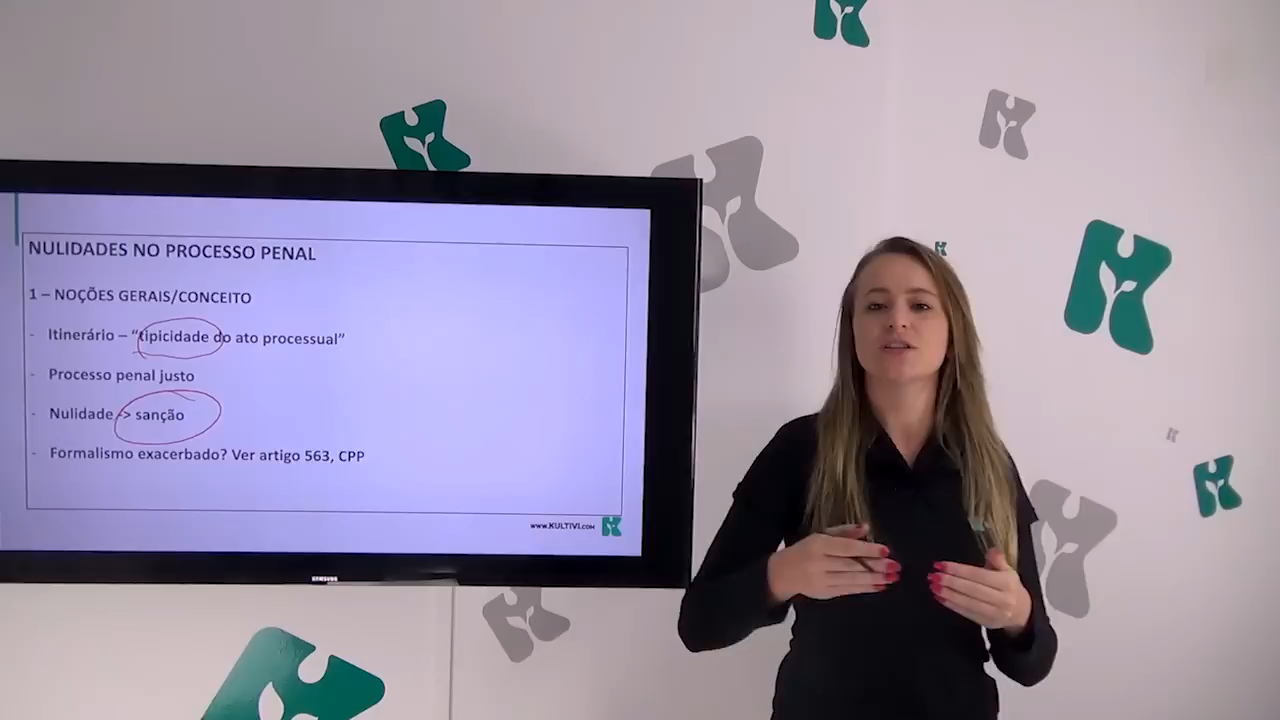 NULIDADES NO PROCESSO PENAL
1 – NOÇÕES GERAIS/CONCEITO
- Itinerário – “tipicidade do ato processual”
- Processo penal justo
- Nulidade -> sanção
- Formalismo exacerbado? Ver artigo 563, CPP
www.KULTIVI.COM
SAMSUNG